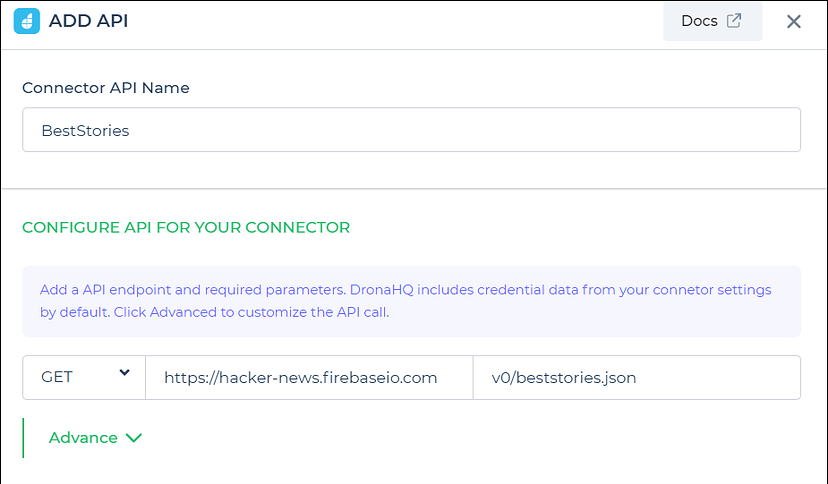 ADD API
Docs
Connector API Name
BestStories
CONFIGURE API FOR YOUR CONNECTOR
Add a API endpoint and required parameters. DronaHQ includes credential data from your connetor settings
by default. Click Advanced to customize the API call.
GET https://hacker-news.firebaseio.com v0/beststories.json
Advance